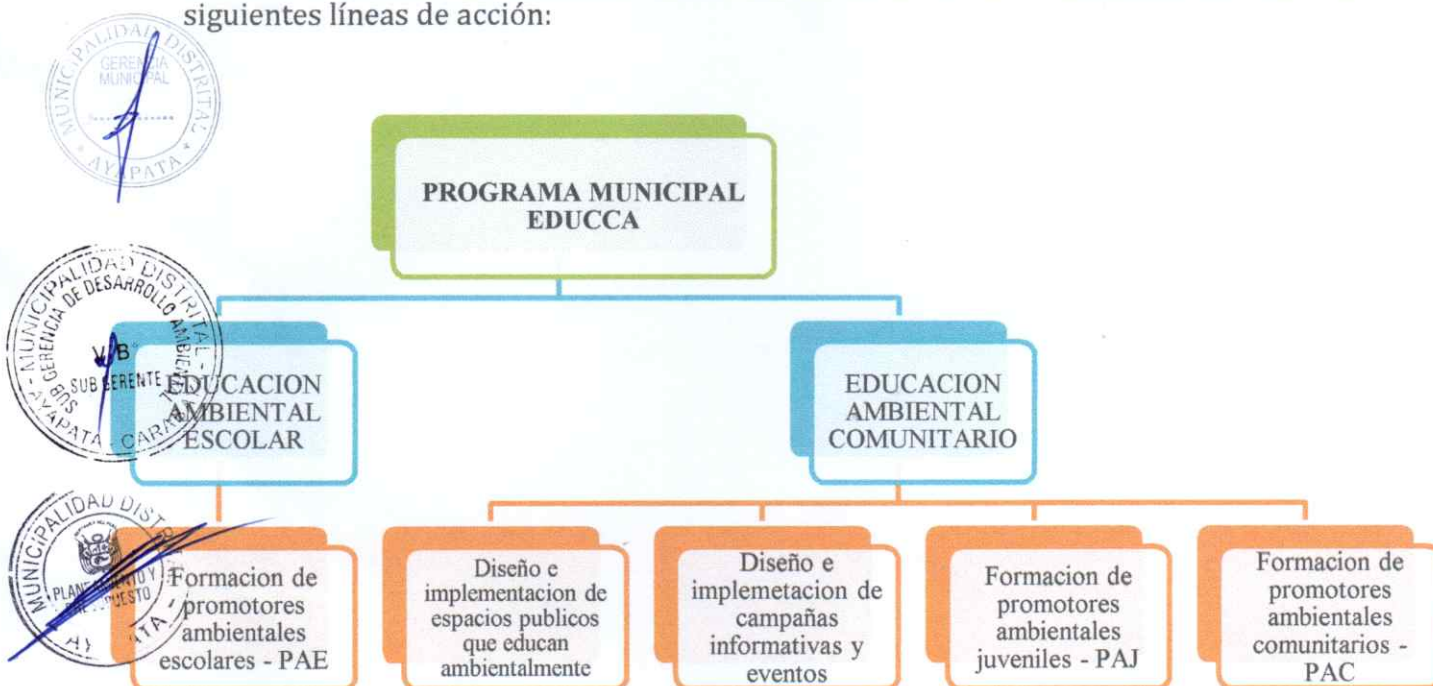 siguientes líneas de acción:
MUNICIPALIDAD DISTRITAL
GERENCIA
MUNICIPAL
* AYAPATA *
PROGRAMA MUNICIPAL
EDUCCA
MUNICIPALIDAD DISTRITAL
SUB GERENCIA DE DESARROLLO AMBIENTAL
V°B°
SUB GERENTE
AYAPATA - CARABAYA
EDUCACION
AMBIENTAL
ESCOLAR
EDUCACION
AMBIENTAL
COMUNITARIO
MUNICIPALIDAD
PLANEAMIENTO Y
PRESUPUESTO
Formacion de
promotores
ambientales
escolares - PAE
Diseño e
implementacion de
espacios publicos
que educan
ambientalmente
Diseño e
implemetacion de
campañas
informativas y
eventos
Formacion de
promotores
ambientales
juveniles - PAJ
Formacion de
promotores
ambientales
comunitarios -
PAC